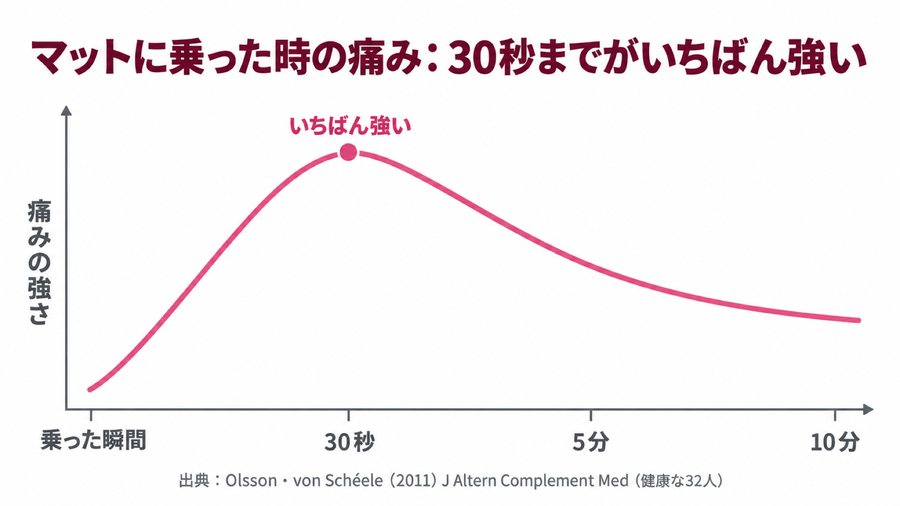 マットに乗った時の痛み：30秒までがいちばん強い
いちばん強い
痛みの強さ
乗った瞬間
30秒
5分
10分
出典：Olsson・von Schéele（2011）J Altern Complement Med（健康な32人）